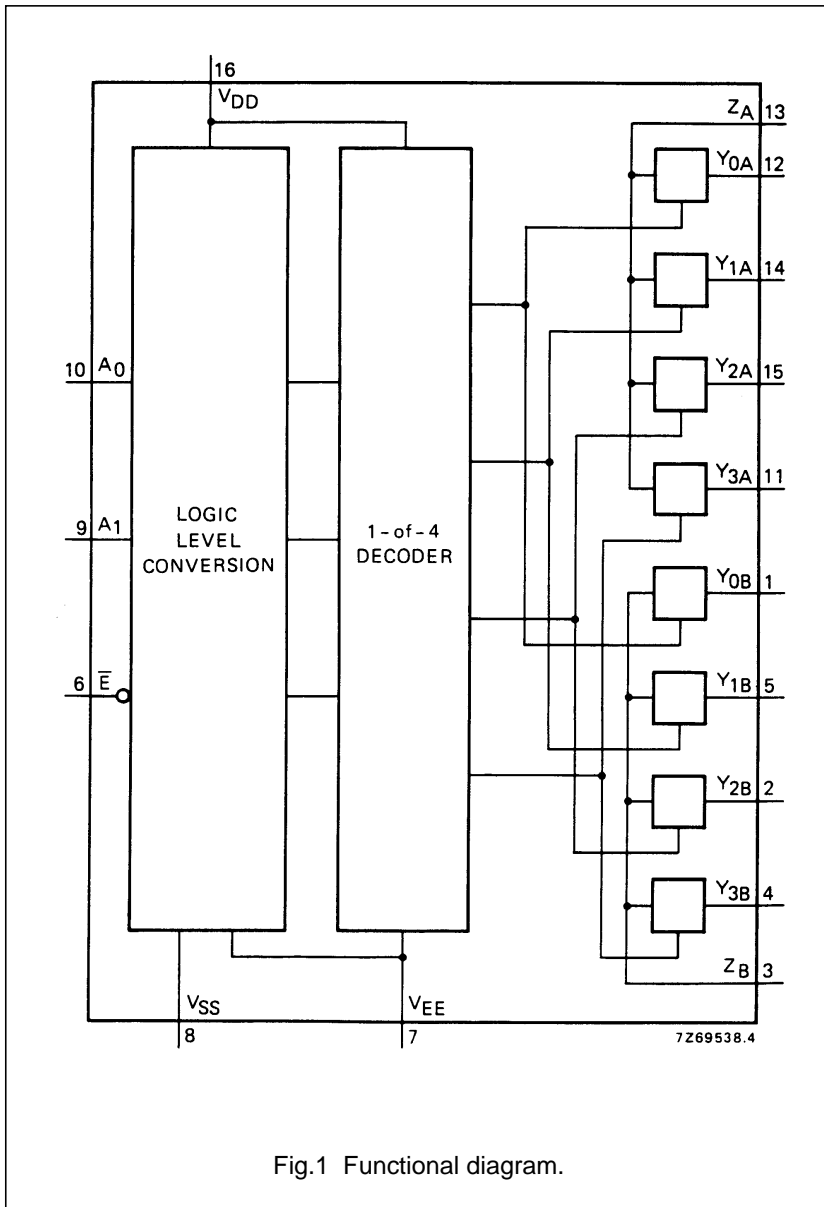 16
VDD
ZA 13
Y0A 12
Y1A 14
10 A0
Y2A 15
Y3A 11
9 A1
LOGIC
LEVEL
CONVERSION
1-of-4
DECODER
Y0B 1
6 E̅
Y1B 5
Y2B 2
Y3B 4
ZB 3
VSS
8
VEE
7
7Z69538.4
Fig.1 Functional diagram.